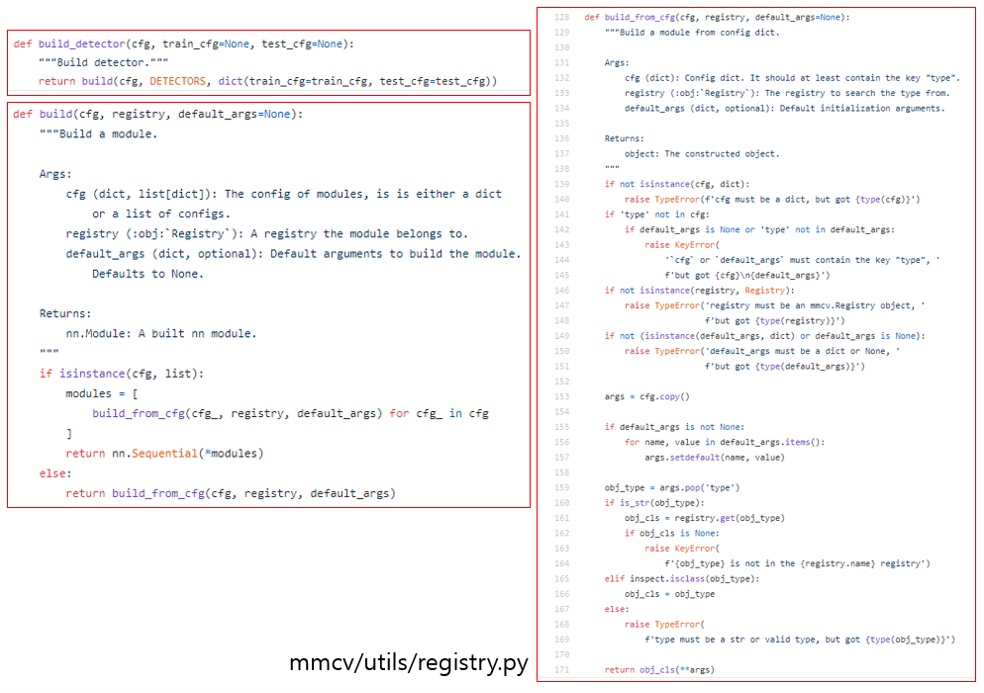 def build_detector(cfg, train_cfg=None, test_cfg=None):
    """Build detector."""
    return build(cfg, DETECTORS, dict(train_cfg=train_cfg, test_cfg=test_cfg))
def build(cfg, registry, default_args=None):
    """Build a module.

    Args:
        cfg (dict, list[dict]): The config of modules, is is either a dict
            or a list of configs.
        registry (:obj:`Registry`): A registry the module belongs to.
        default_args (dict, optional): Default arguments to build the module.
            Defaults to None.

    Returns:
        nn.Module: A built nn module.
    """
    if isinstance(cfg, list):
        modules = [
            build_from_cfg(cfg_, registry, default_args) for cfg_ in cfg
        ]
        return nn.Sequential(*modules)
    else:
        return build_from_cfg(cfg, registry, default_args)
mmcv/utils/registry.py
128 def build_from_cfg(cfg, registry, default_args=None):
129     """Build a module from config dict.
130
131     Args:
132         cfg (dict): Config dict. It should at least contain the key "type".
133         registry (:obj:`Registry`): The registry to search the type from.
134         default_args (dict, optional): Default initialization arguments.
135
136     Returns:
137         object: The constructed object.
138     """
139     if not isinstance(cfg, dict):
140         raise TypeError(f'cfg must be a dict, but got {type(cfg)}')
141     if 'type' not in cfg:
142         if default_args is None or 'type' not in default_args:
143             raise KeyError(
144                 '`cfg` or `default_args` must contain the key "type", '
145                 f'but got {cfg}\n{default_args}')
146     if not isinstance(registry, Registry):
147         raise TypeError('registry must be an mmcv.Registry object, '
148                         f'but got {type(registry)}')
149     if not (isinstance(default_args, dict) or default_args is None):
150         raise TypeError('default_args must be a dict or None, '
151                         f'but got {type(default_args)}')
152
153     args = cfg.copy()
154
155     if default_args is not None:
156         for name, value in default_args.items():
157             args.setdefault(name, value)
158
159     obj_type = args.pop('type')
160     if is_str(obj_type):
161         obj_cls = registry.get(obj_type)
162         if obj_cls is None:
163             raise KeyError(
164                 f'{obj_type} is not in the {registry.name} registry')
165     elif inspect.isclass(obj_type):
166         obj_cls = obj_type
167     else:
168         raise TypeError(
169             f'type must be a str or valid type, but got {type(obj_type)}')
170
171     return obj_cls(**args)